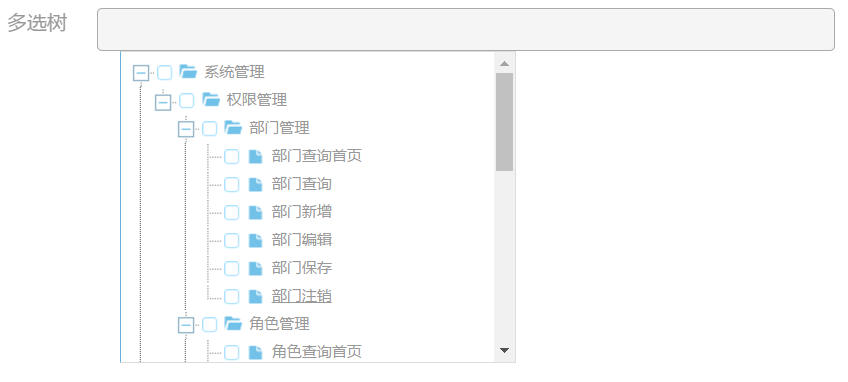 多选树
系统管理
权限管理
部门管理
部门查询首页
部门查询
部门新增
部门编辑
部门保存
部门注销
角色管理
角色查询首页